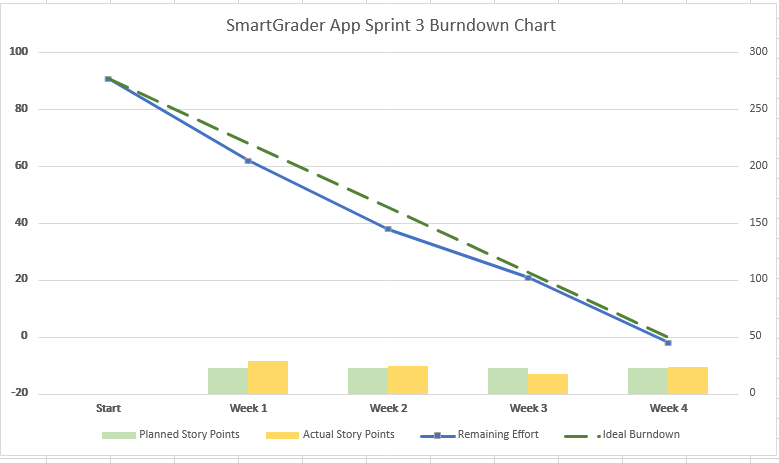 SmartGrader App Sprint 3 Burndown Chart
100 300
80 250
60 200
40 150
20 100
0 50
-20 0
Start Week 1 Week 2 Week 3 Week 4
Planned Story Points Actual Story Points Remaining Effort Ideal Burndown